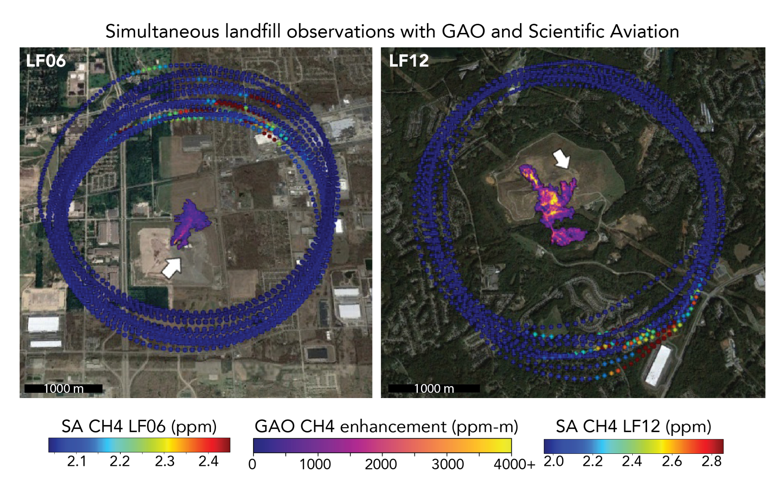 Simultaneous landfill observations with GAO and Scientific Aviation
LF06
LF12
1000 m
1000 m
SA CH4 LF06 (ppm)
2.1 2.2 2.3 2.4
GAO CH4 enhancement (ppm-m)
0 1000 2000 3000 4000+
SA CH4 LF12 (ppm)
2.0 2.2 2.4 2.6 2.8